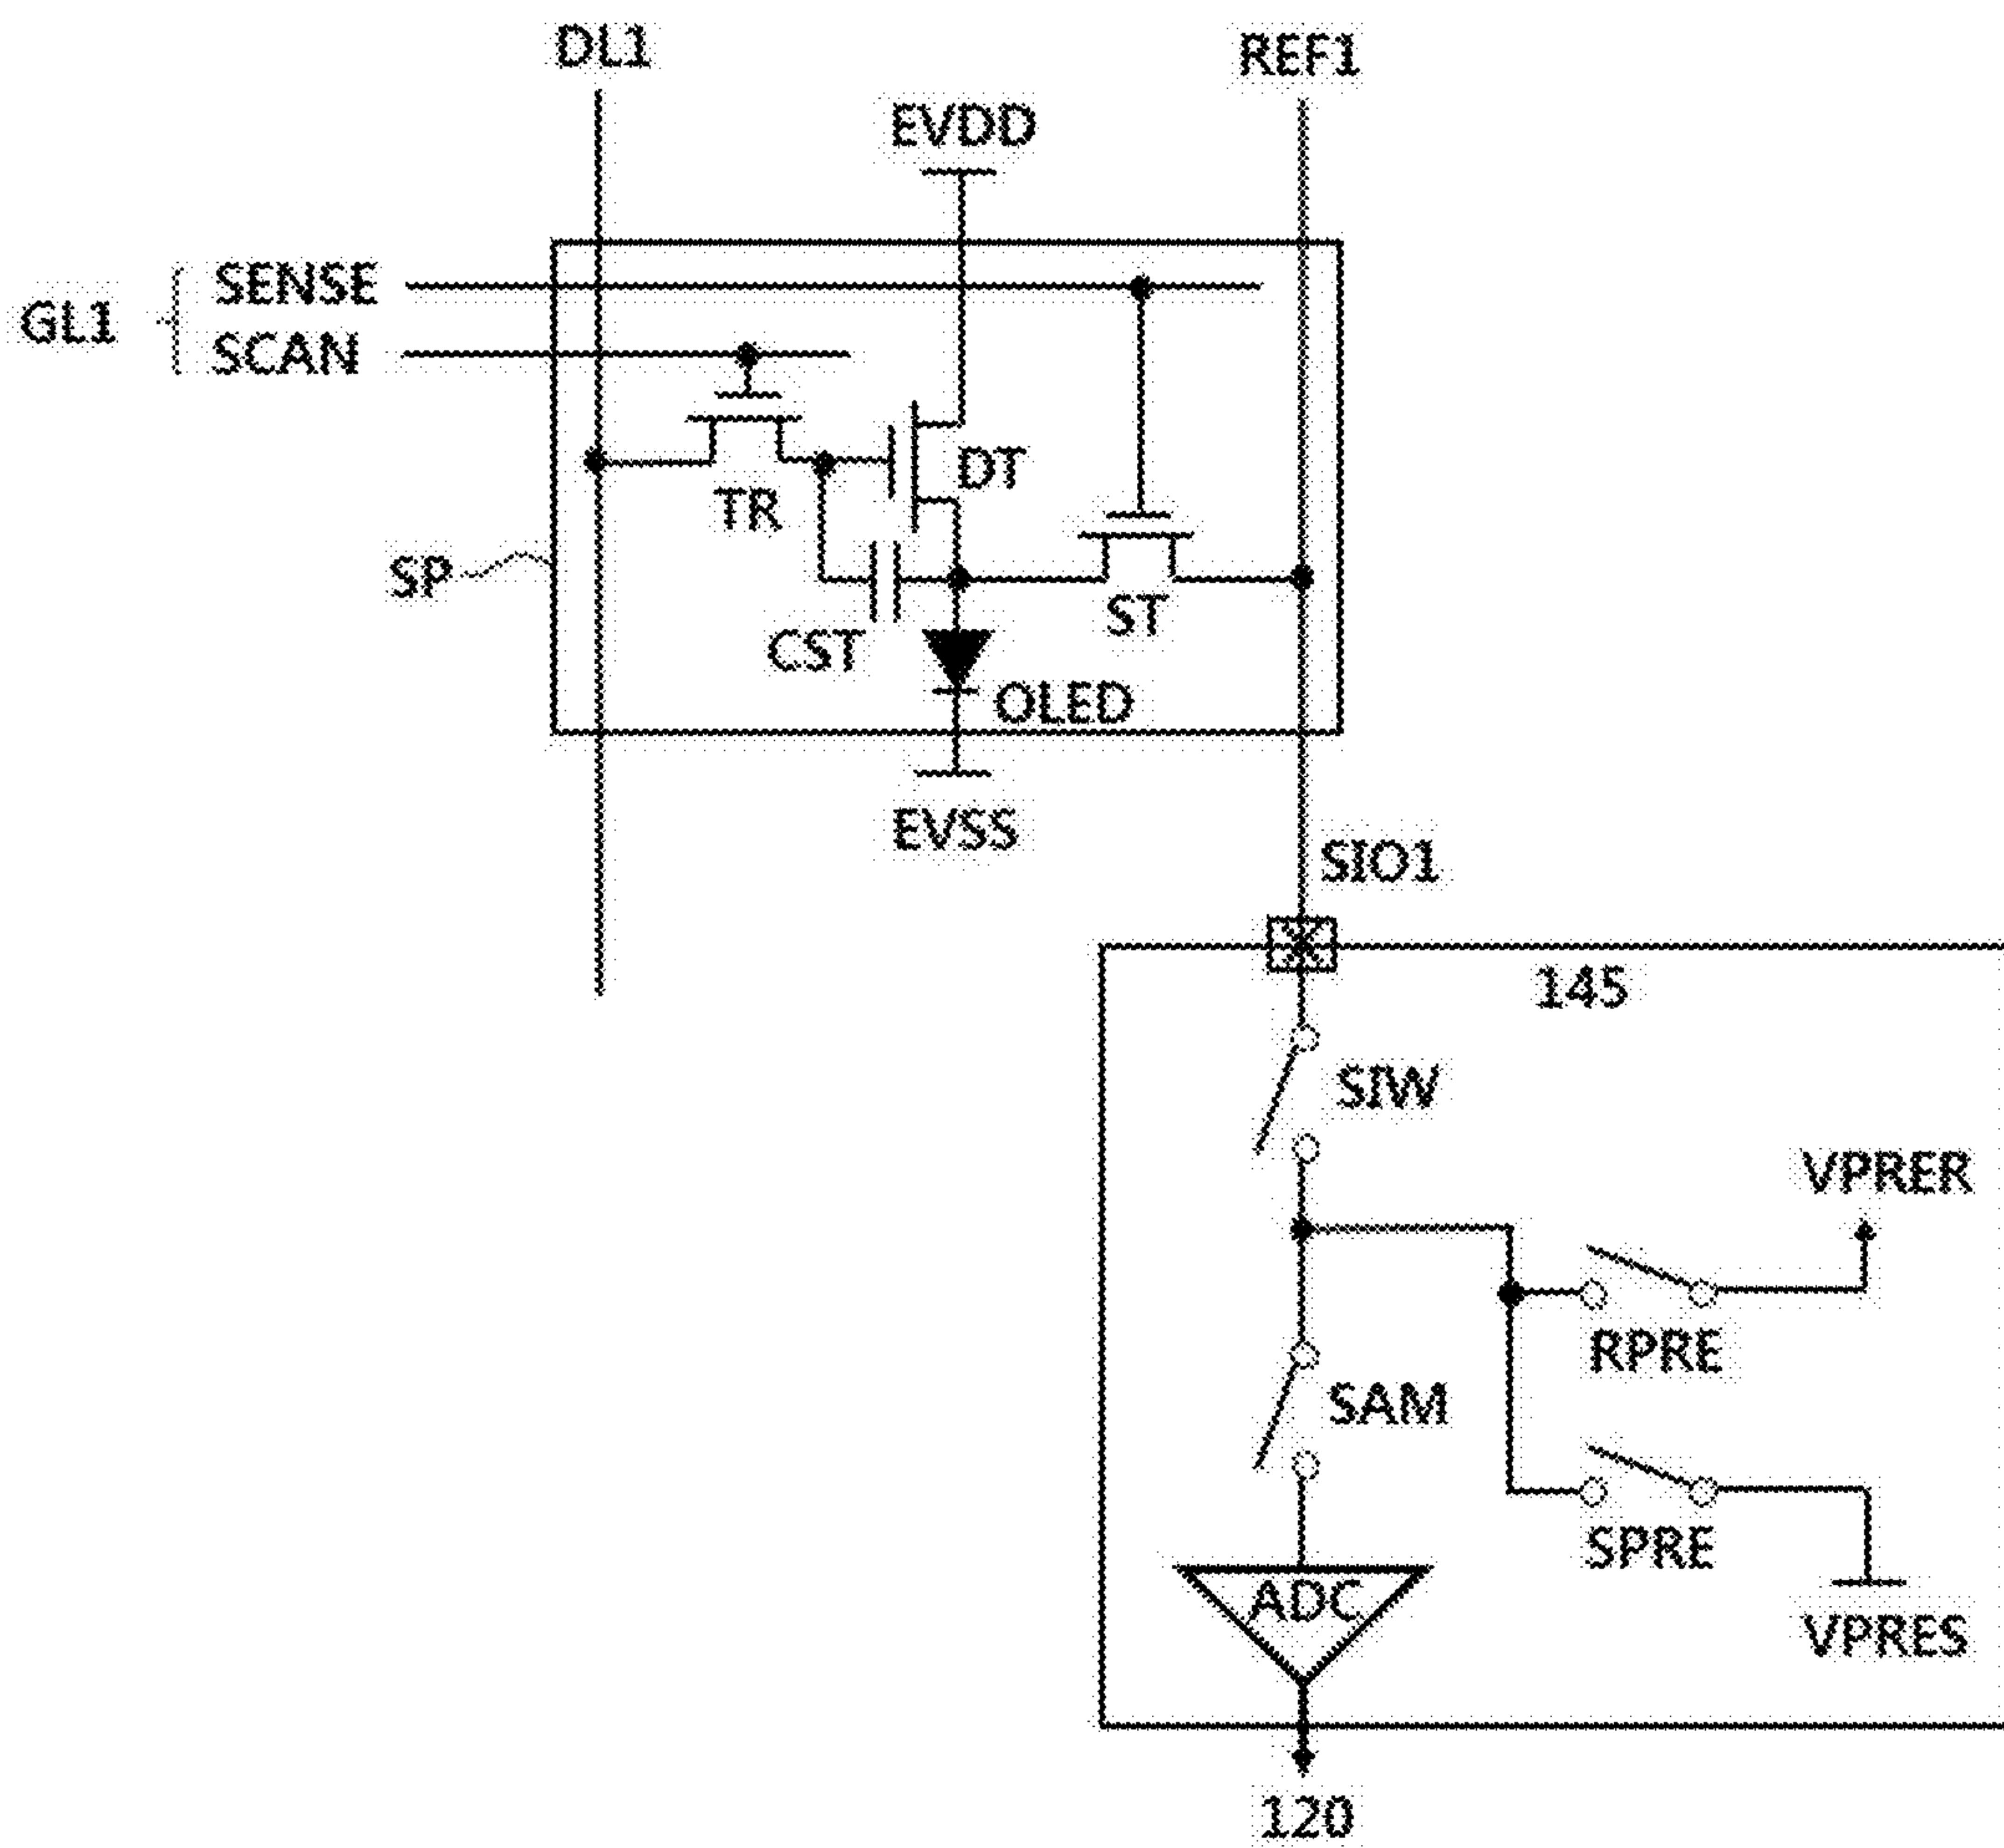 DL1
REF1
EVDD
SENSE
GL1
SCAN
DT
TR
SP
ST
CST
OLED
EVSS
SIO1
145
SIW
VPRER
RPRE
SAM
SPRE
ADC
VPRES
120